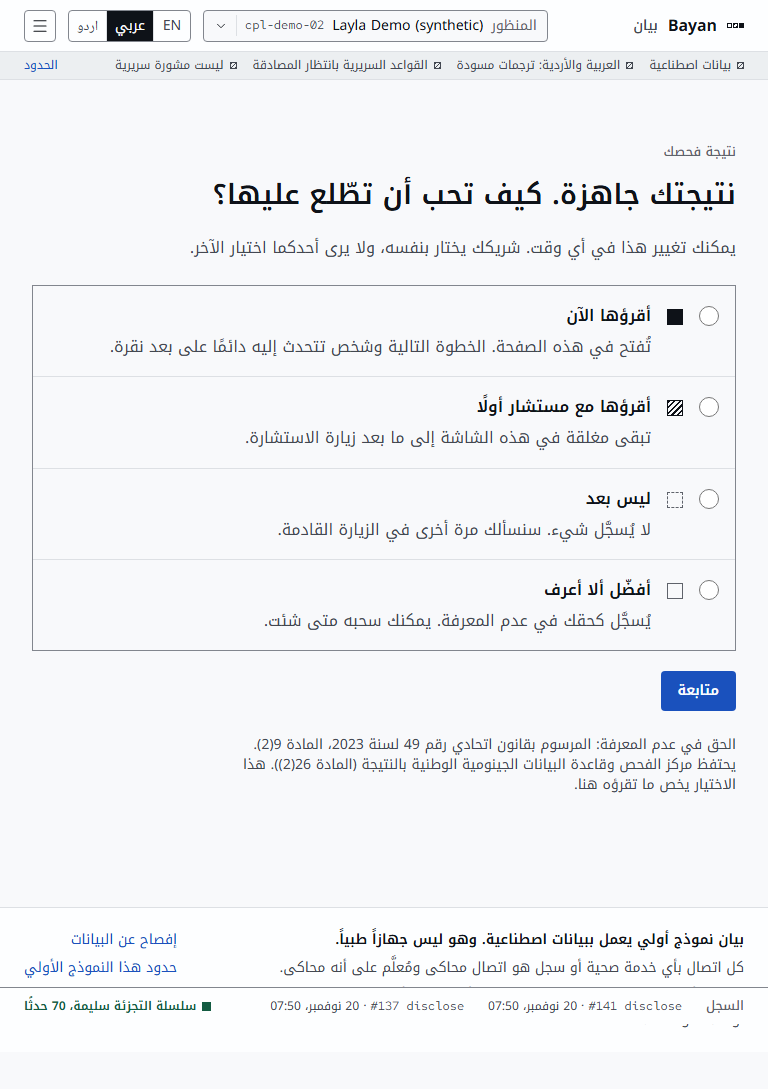 Bayan بيان
المنظور Layla Demo (synthetic) cpl-demo-02
EN عربي اردو
بيانات اصطناعية
العربية والأردية: ترجمات مسودة
القواعد السريرية بانتظار المصادقة
ليست مشورة سريرية
الحدود
نتيجة فحصك
نتيجتك جاهزة. كيف تحب أن تطّلع عليها؟
يمكنك تغيير هذا في أي وقت. شريكك يختار بنفسه، ولا يرى أحدكما اختيار الآخر.
أقرؤها الآن
تُفتح في هذه الصفحة. الخطوة التالية وشخص تتحدث إليه دائمًا على بعد نقرة.
أقرؤها مع مستشار أولًا
تبقى مغلقة في هذه الشاشة إلى ما بعد زيارة الاستشارة.
ليس بعد
لا يُسجَّل شيء. سنسألك مرة أخرى في الزيارة القادمة.
أفضّل ألا أعرف
يُسجَّل كحقك في عدم المعرفة. يمكنك سحبه متى شئت.
متابعة
الحق في عدم المعرفة: المرسوم بقانون اتحادي رقم 49 لسنة 2023، المادة 9(2).
يحتفظ مركز الفحص وقاعدة البيانات الجينومية الوطنية بالنتيجة (المادة 26(2)). هذا
الاختيار يخص ما تقرؤه هنا.
بيان نموذج أولي يعمل ببيانات اصطناعية. وهو ليس جهازاً طبياً.
كل اتصال بأي خدمة صحية أو سجل هو اتصال محاكى ومُعلَّم على أنه محاكى.
إفصاح عن البيانات
حدود هذا النموذج الأولي
السجل
#141 disclose · 20 نوفمبر، 07:50
#137 disclose · 20 نوفمبر، 07:50
سلسلة التجزئة سليمة، 70 حدثًا